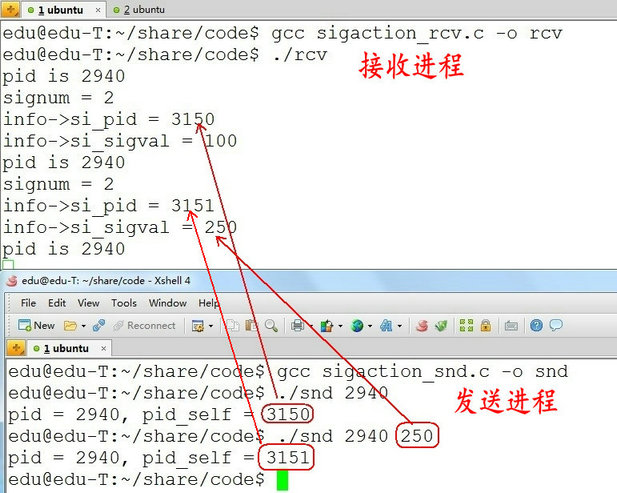 1 ubuntu × 2 ubuntu
edu@edu-T:~/share/code$ gcc sigaction_rcv.c -o rcv
edu@edu-T:~/share/code$ ./rcv
接收进程
pid is 2940
signum = 2
info->si_pid = 3150
info->si_sigval = 100
pid is 2940
signum = 2
info->si_pid = 3151
info->si_sigval = 250
pid is 2940
edu@edu-T: ~/share/code - Xshell 4
File Edit View Tools Window Help
New Reconnect
1 ubuntu ×
edu@edu-T:~/share/code$ gcc sigaction_snd.c -o snd
edu@edu-T:~/share/code$ ./snd 2940
发送进程
pid = 2940, pid_self = 3150
edu@edu-T:~/share/code$ ./snd 2940 250
pid = 2940, pid_self = 3151
edu@edu-T:~/share/code$